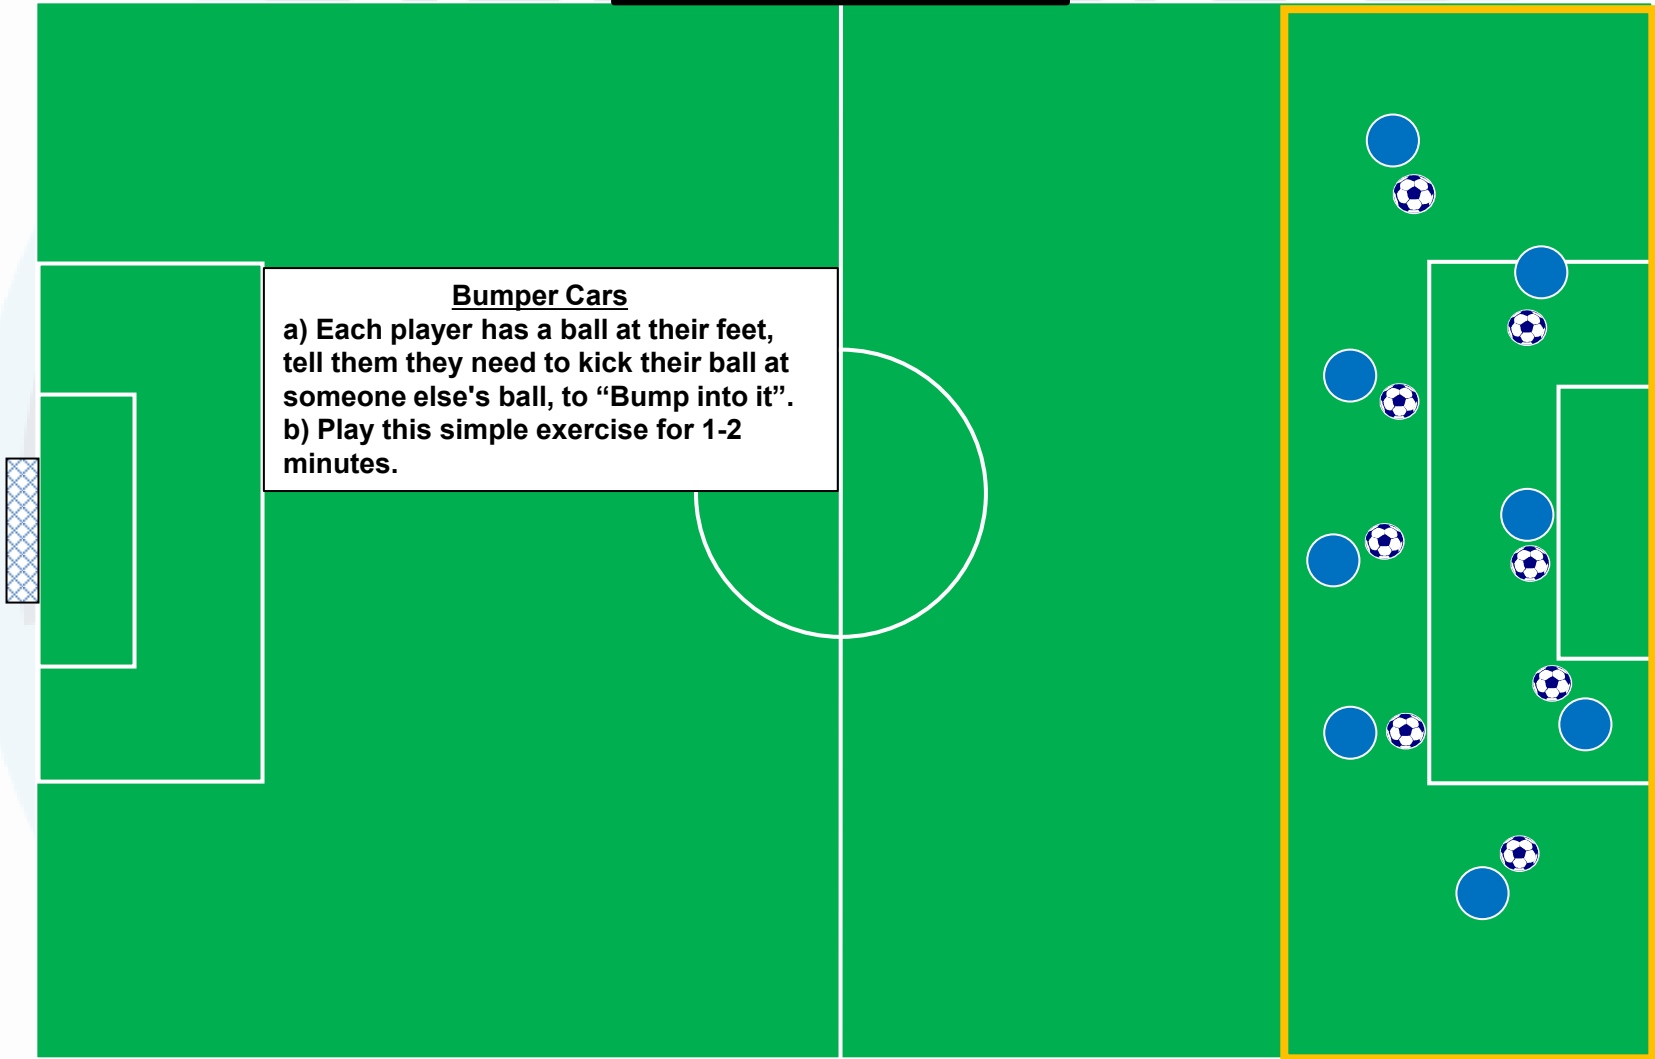 Bumper Cars
a) Each player has a ball at their feet,
tell them they need to kick their ball at
someone else's ball, to “Bump into it”.
b) Play this simple exercise for 1-2
minutes.